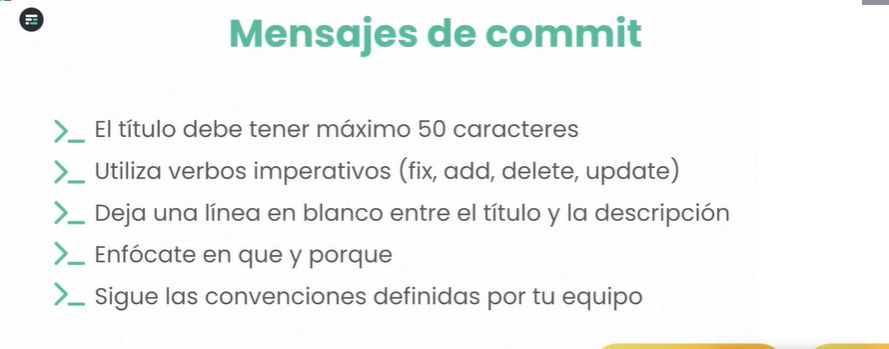 Mensajes de commit
El título debe tener máximo 50 caracteres
Utiliza verbos imperativos (fix, add, delete, update)
Deja una línea en blanco entre el título y la descripción
Enfócate en que y porque
Sigue las convenciones definidas por tu equipo